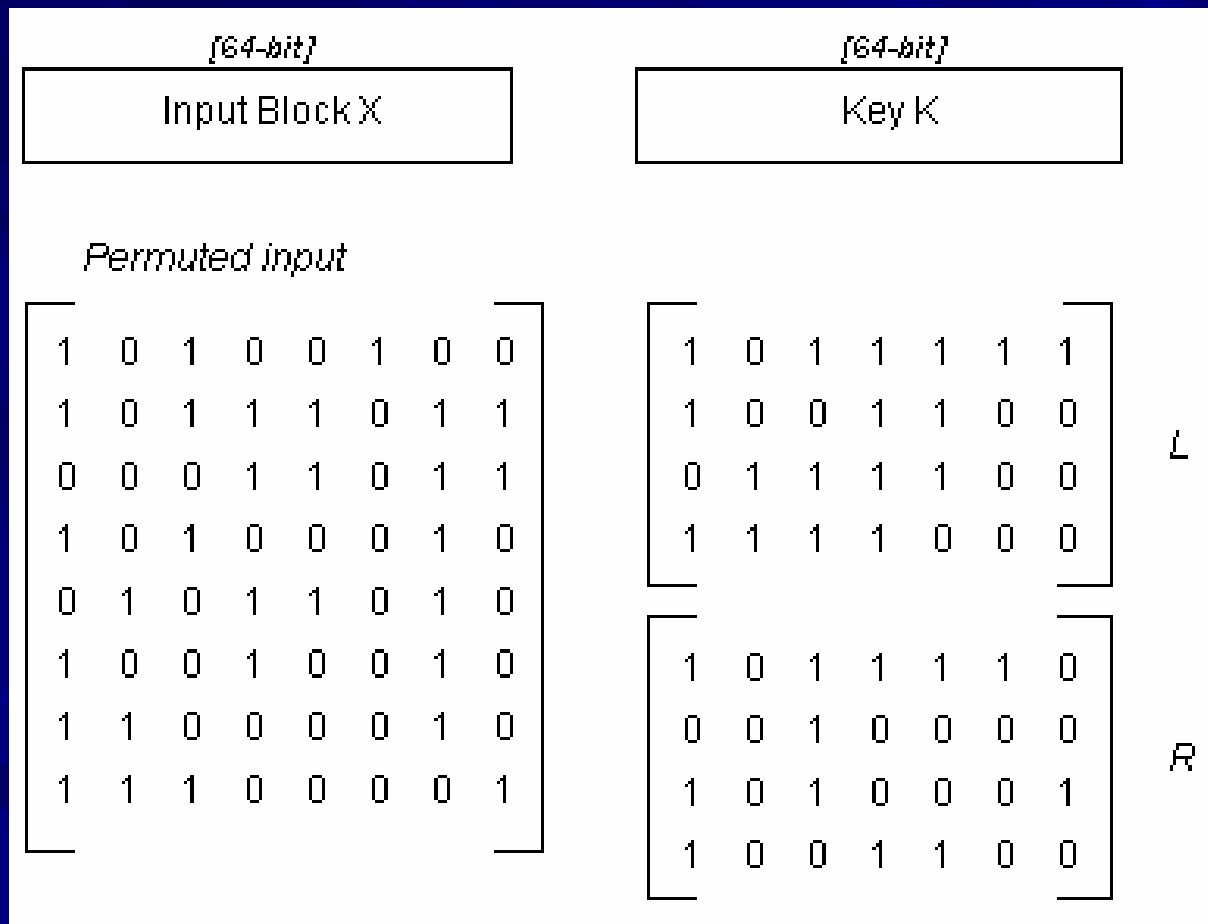 [64-bit]
Input Block X
[64-bit]
Key K
Permuted input
1 0 1 0 0 1 0 0
1 0 1 1 1 0 1 1
0 0 0 1 1 0 1 1
1 0 1 0 0 0 1 0
0 1 0 1 1 0 1 0
1 0 0 1 0 0 1 0
1 1 0 0 0 0 1 0
1 1 1 0 0 0 0 1
1 0 1 1 1 1 1
1 0 0 1 1 0 0
0 1 1 1 1 0 0
1 1 1 1 0 0 0
L
1 0 1 1 1 1 0
0 0 1 0 0 0 0
1 0 1 0 0 0 1
1 0 0 1 1 0 0
R